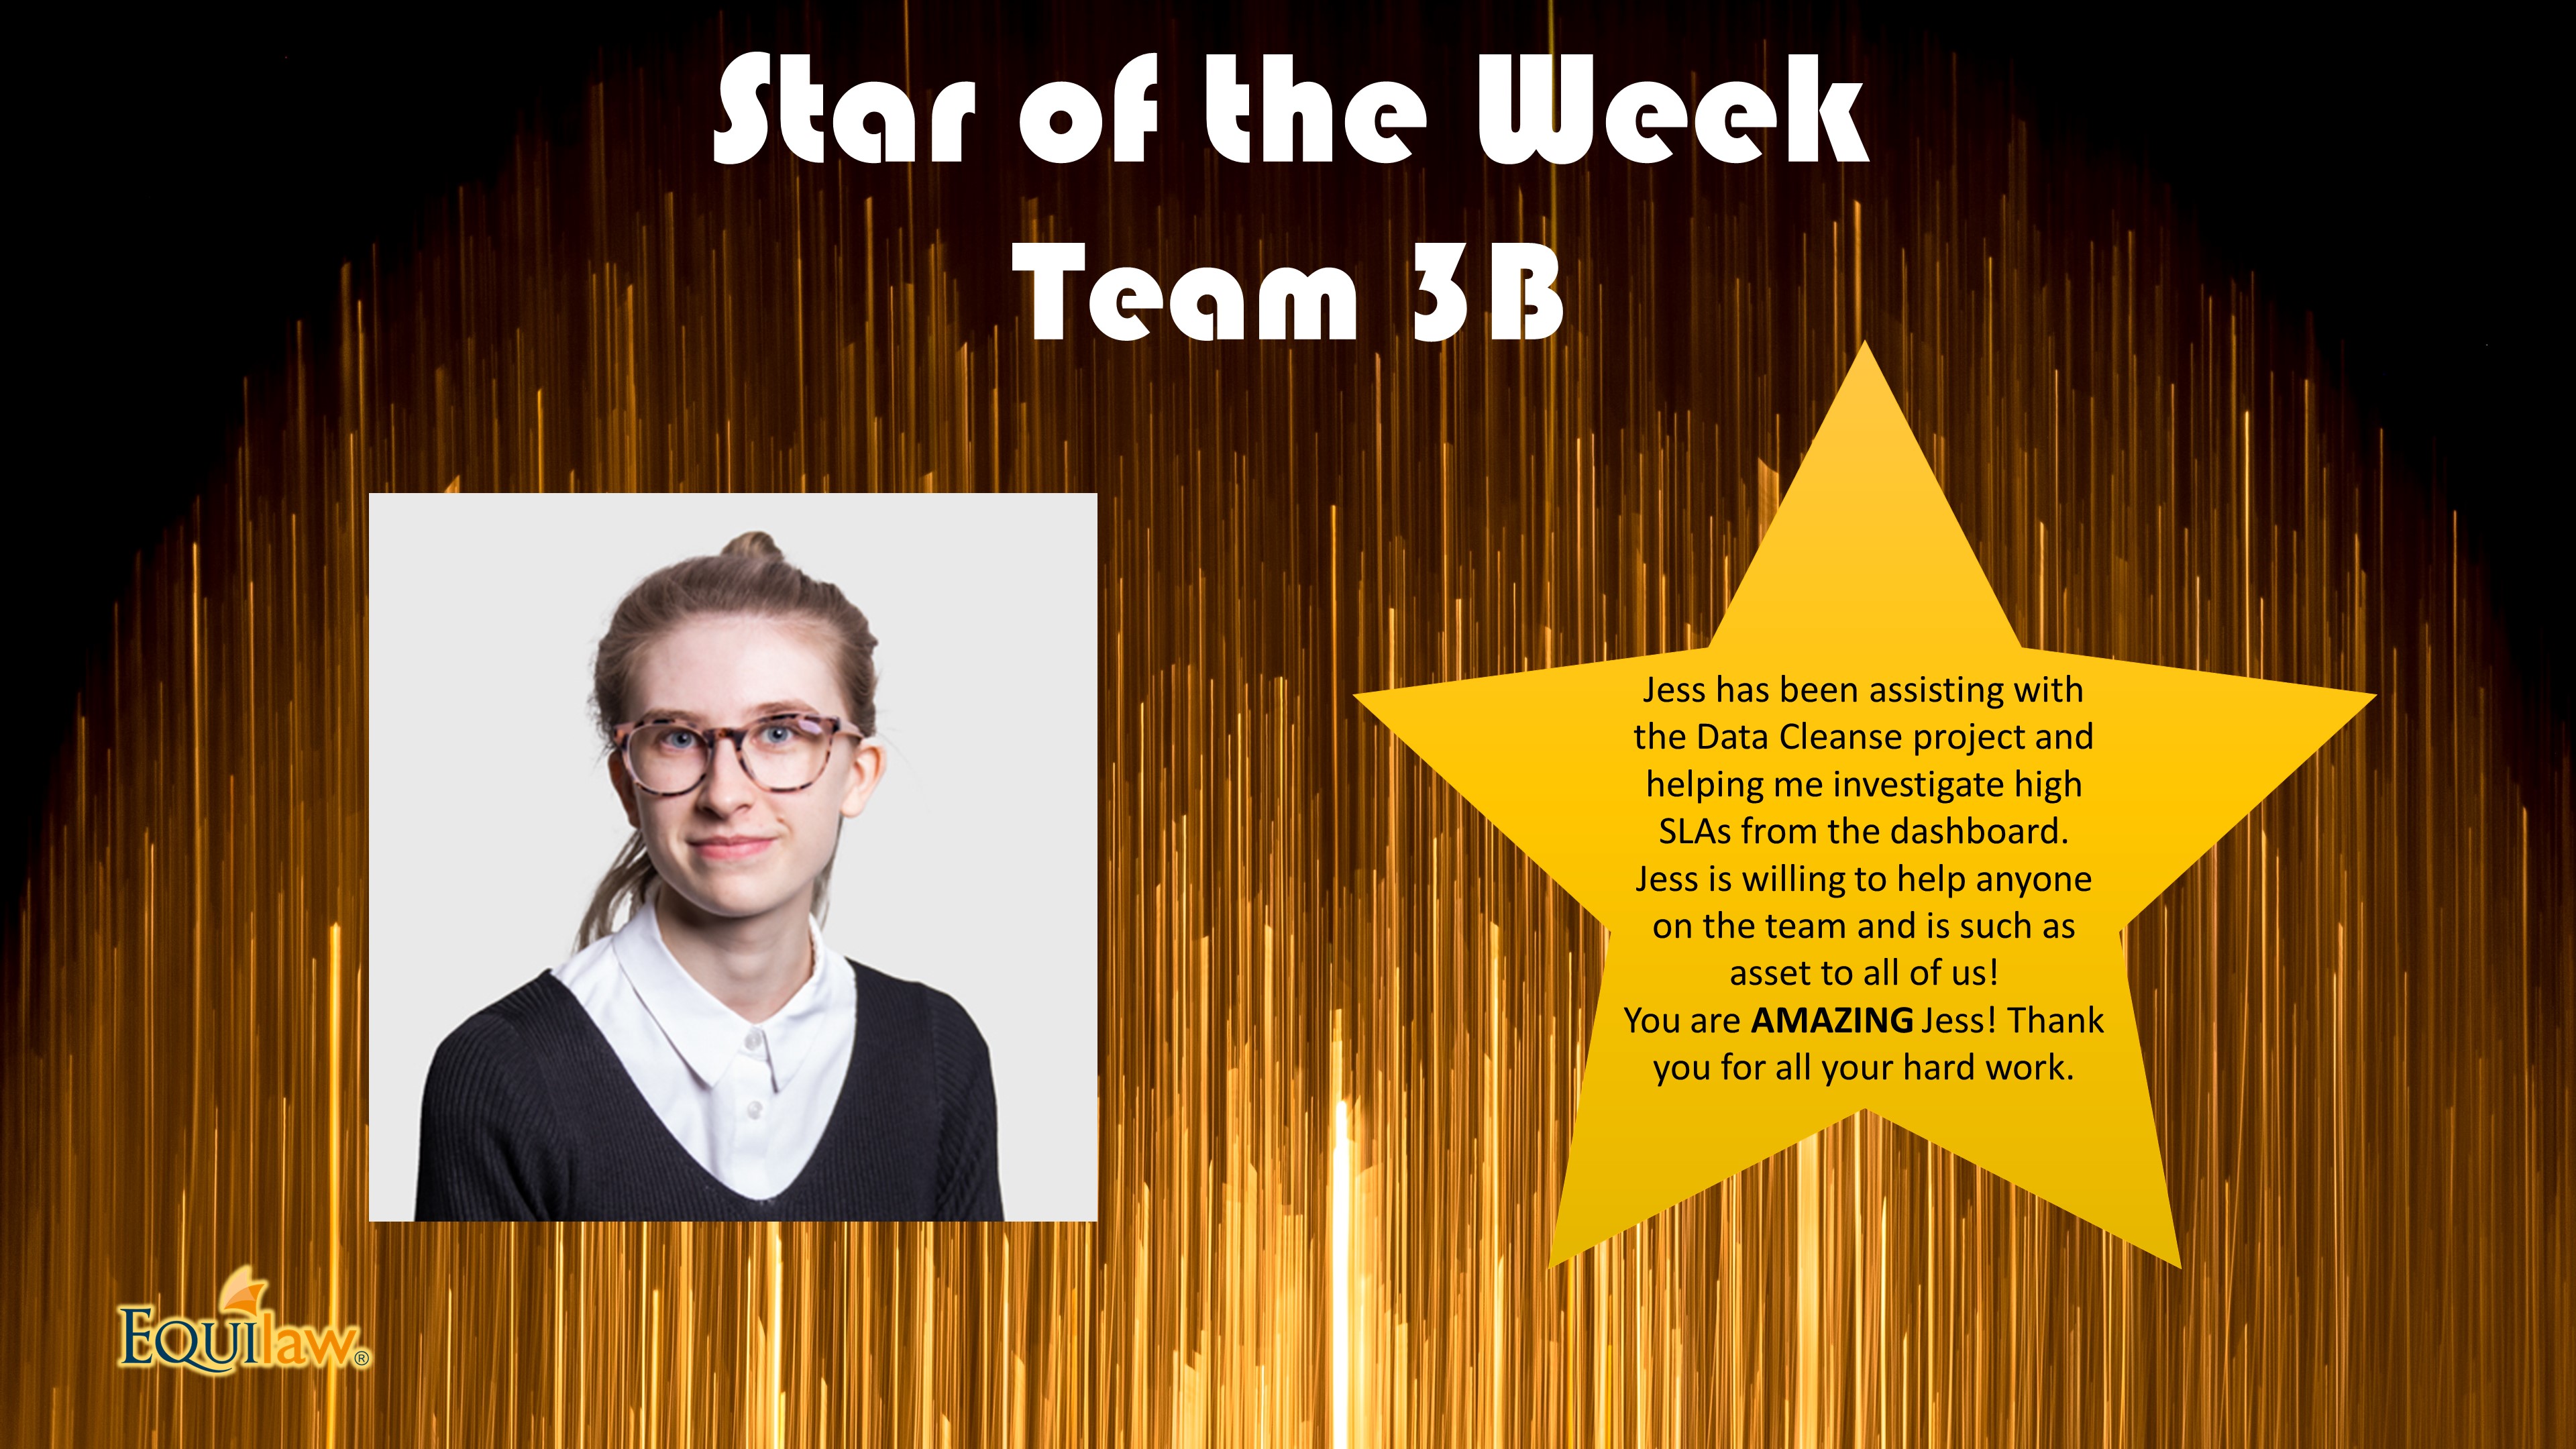 Star of the Week
Team 3B
Jess has been assisting with
the Data Cleanse project and
helping me investigate high
SLAs from the dashboard.
Jess is willing to help anyone
on the team and is such as
asset to all of us!
You are AMAZING Jess! Thank
you for all your hard work.
EQUIlaw®